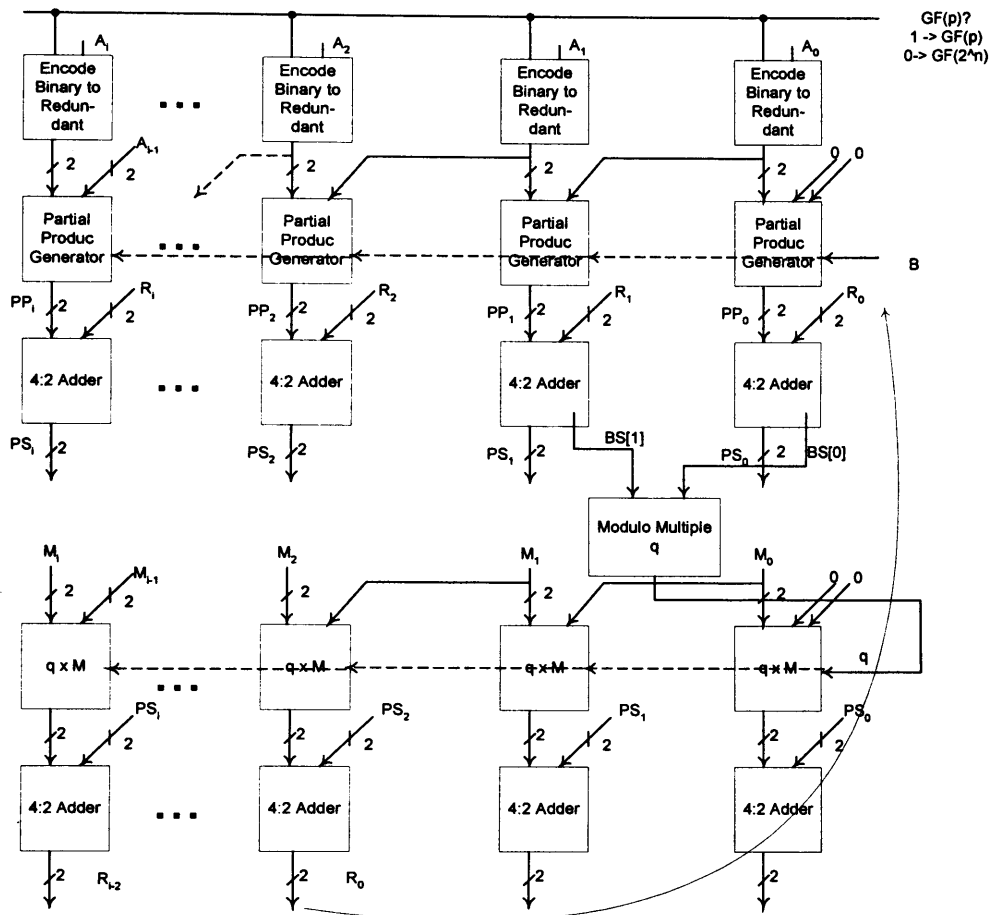 GF(p)?
1 -> GF(p)
0-> GF(2^n)
A_i
A_2
A_1
A_0
Encode
Binary to
Redun-
dant
Encode
Binary to
Redun-
dant
Encode
Binary to
Redun-
dant
Encode
Binary to
Redun-
dant
2
A_{i-1}
2
2
2
2
0 0
Partial
Produc
Generator
Partial
Produc
Generator
Partial
Produc
Generator
Partial
Produc
Generator
B
PP_i
2
R_i
2
PP_2
2
R_2
2
PP_1
2
R_1
2
PP_0
2
R_0
2
4:2 Adder
4:2 Adder
4:2 Adder
4:2 Adder
PS_i
2
PS_2
2
PS_1
2
BS[1]
PS_0
2
BS[0]
Modulo Multiple
q
M_i
2
M_{i-1}
2
M_2
2
M_1
2
M_0
2
0 0
q x M
q x M
q x M
q x M
q
2
PS_i
2
2
PS_2
2
2
PS_1
2
2
PS_0
2
4:2 Adder
4:2 Adder
4:2 Adder
4:2 Adder
2
R_{i-2}
2
R_0
2
2